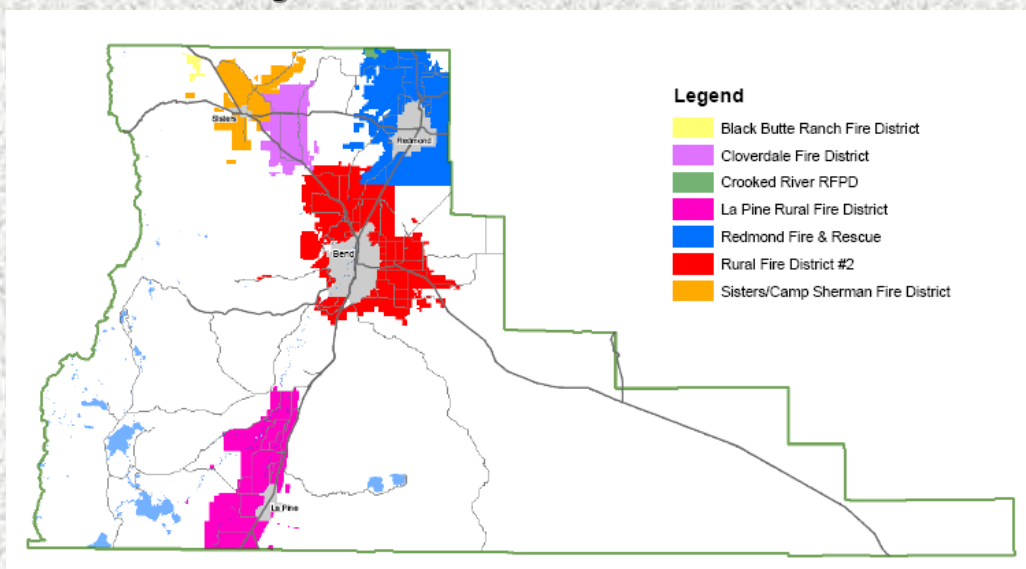 Sisters
Redmond
Bend
La Pine
Legend
Black Butte Ranch Fire District
Cloverdale Fire District
Crooked River RFPD
La Pine Rural Fire District
Redmond Fire & Rescue
Rural Fire District #2
Sisters/Camp Sherman Fire District